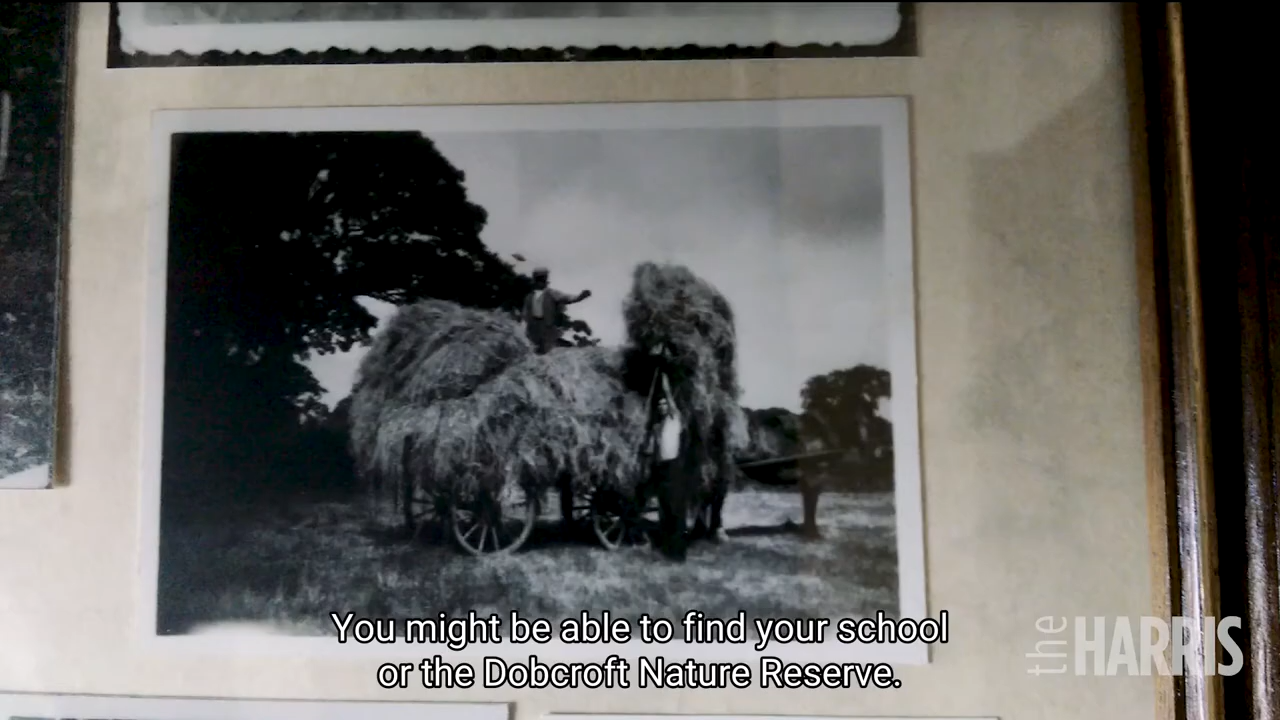 You might be able to find your school
or the Dobcroft Nature Reserve.
the HARRIS